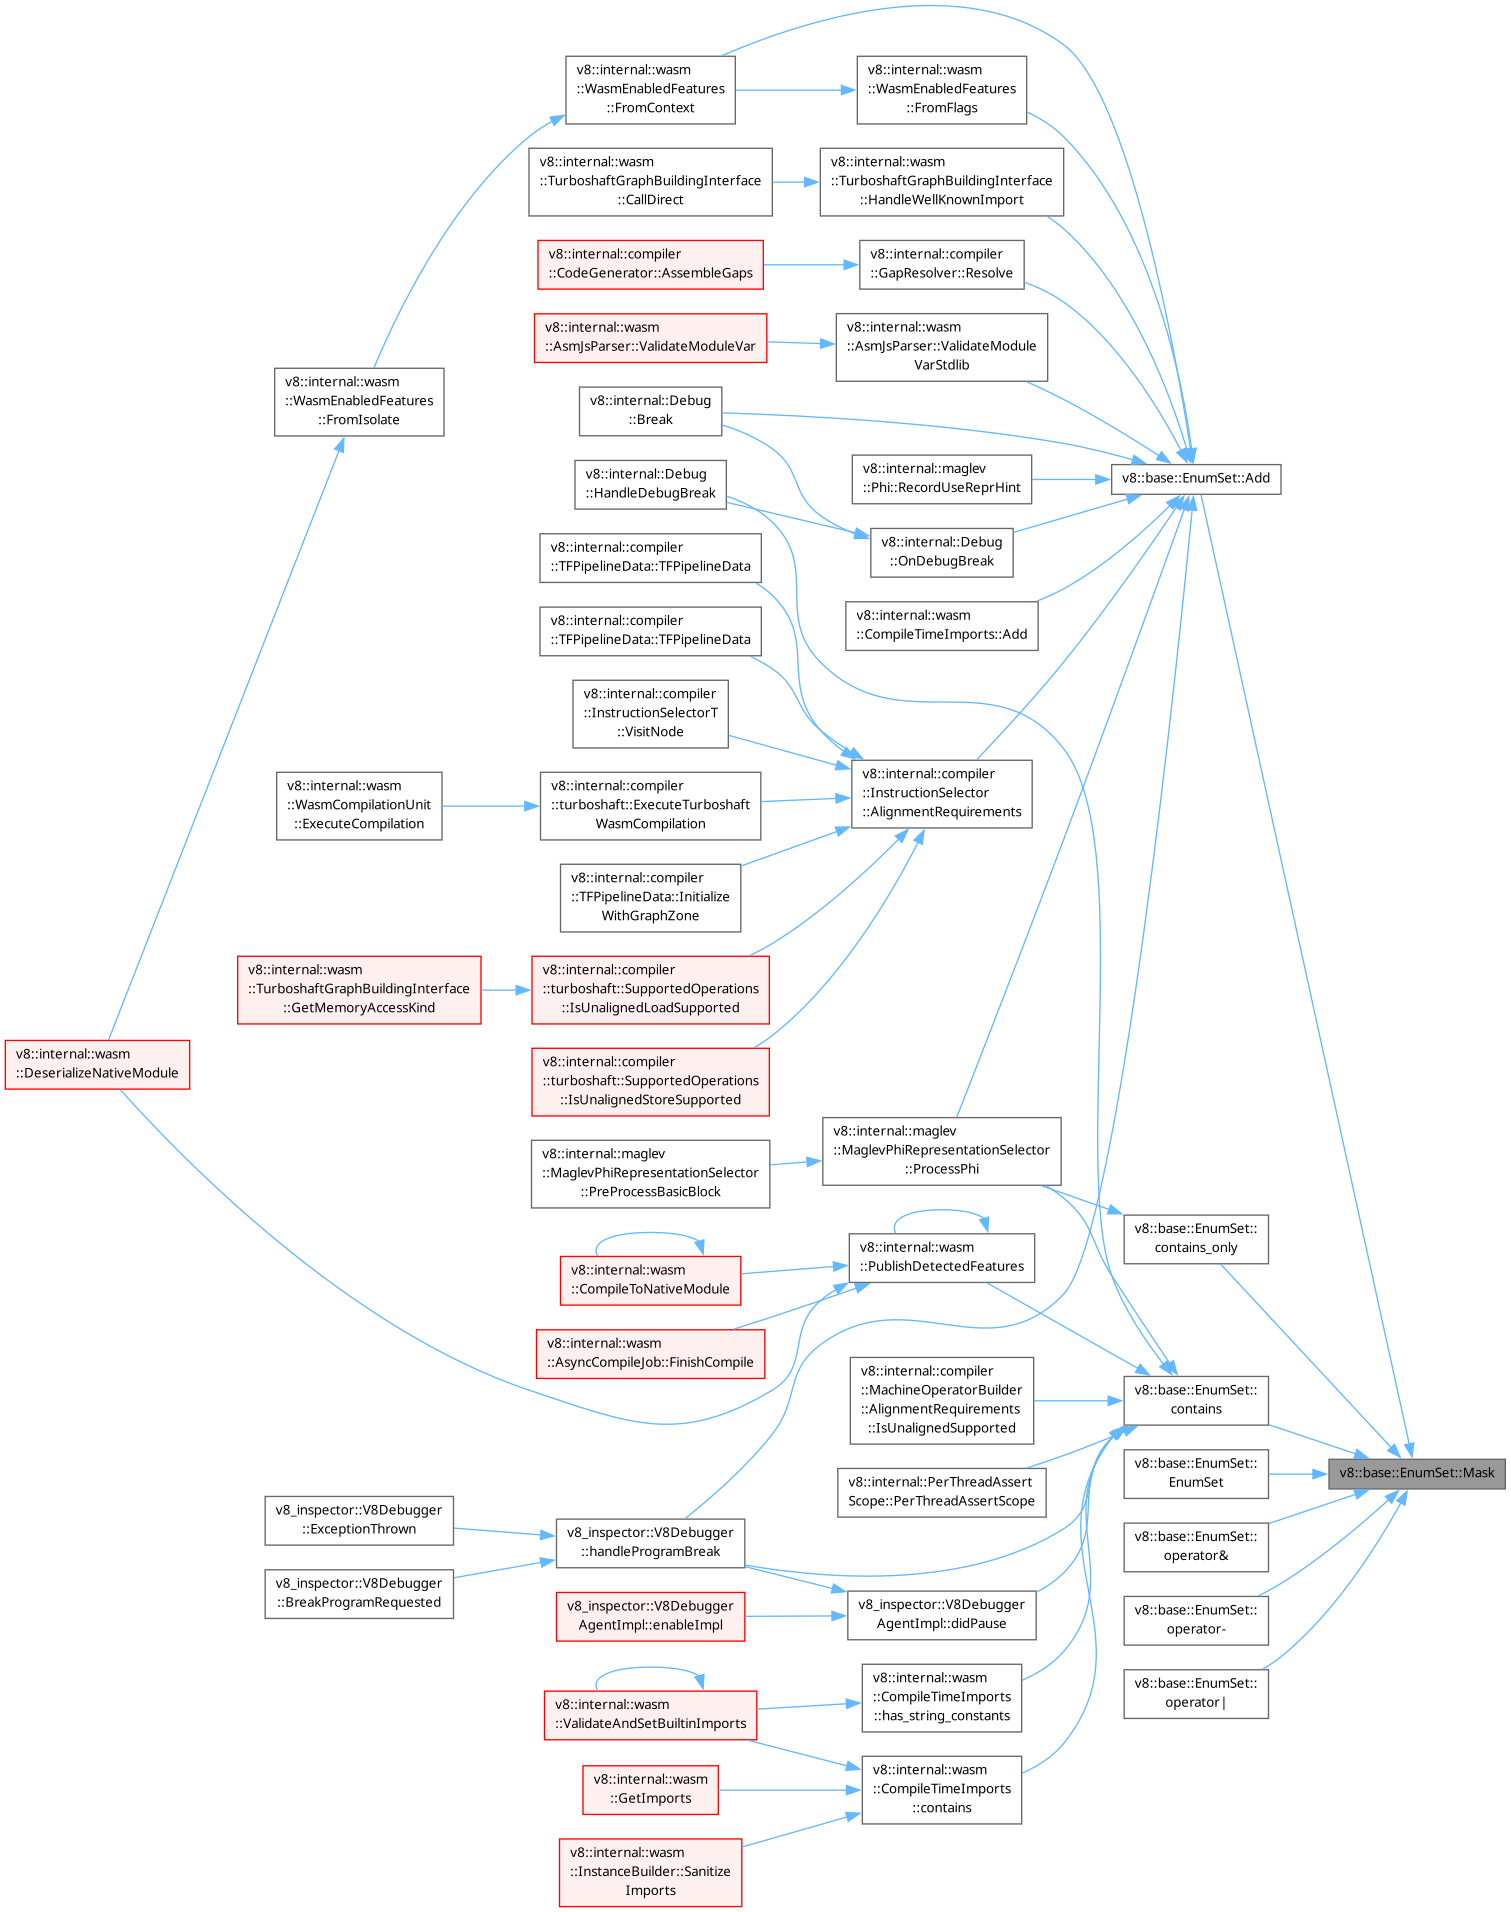 v8::internal::wasm
::WasmEnabledFeatures
::FromContext
v8::internal::wasm
::WasmEnabledFeatures
::FromFlags
v8::internal::wasm
::TurboshaftGraphBuildingInterface
::CallDirect
v8::internal::wasm
::TurboshaftGraphBuildingInterface
::HandleWellKnownImport
v8::internal::compiler
::CodeGenerator::AssembleGaps
v8::internal::compiler
::GapResolver::Resolve
v8::internal::wasm
::AsmJsParser::ValidateModuleVar
v8::internal::wasm
::AsmJsParser::ValidateModule
VarStdlib
v8::internal::wasm
::WasmEnabledFeatures
::FromIsolate
v8::internal::Debug
::Break
v8::internal::Debug
::HandleDebugBreak
v8::internal::maglev
::Phi::RecordUseReprHint
v8::base::EnumSet::Add
v8::internal::Debug
::OnDebugBreak
v8::internal::compiler
::TFPipelineData::TFPipelineData
v8::internal::wasm
::CompileTimeImports::Add
v8::internal::compiler
::TFPipelineData::TFPipelineData
v8::internal::compiler
::InstructionSelectorT
::VisitNode
v8::internal::compiler
::InstructionSelector
::AlignmentRequirements
v8::internal::wasm
::WasmCompilationUnit
::ExecuteCompilation
v8::internal::compiler
::turboshaft::ExecuteTurboshaft
WasmCompilation
v8::internal::compiler
::TFPipelineData::Initialize
WithGraphZone
v8::internal::wasm
::TurboshaftGraphBuildingInterface
::GetMemoryAccessKind
v8::internal::compiler
::turboshaft::SupportedOperations
::IsUnalignedLoadSupported
v8::internal::wasm
::DeserializeNativeModule
v8::internal::compiler
::turboshaft::SupportedOperations
::IsUnalignedStoreSupported
v8::internal::maglev
::MaglevPhiRepresentationSelector
::PreProcessBasicBlock
v8::internal::maglev
::MaglevPhiRepresentationSelector
::ProcessPhi
v8::base::EnumSet::
contains_only
v8::internal::wasm
::CompileToNativeModule
v8::internal::wasm
::PublishDetectedFeatures
v8::internal::wasm
::AsyncCompileJob::FinishCompile
v8::internal::compiler
::MachineOperatorBuilder
::AlignmentRequirements
::IsUnalignedSupported
v8::base::EnumSet::
contains
v8::internal::PerThreadAssert
Scope::PerThreadAssertScope
v8::base::EnumSet::
EnumSet
v8::base::EnumSet::Mask
v8_inspector::V8Debugger
::ExceptionThrown
v8_inspector::V8Debugger
::handleProgramBreak
v8::base::EnumSet::
operator&
v8_inspector::V8Debugger
::BreakProgramRequested
v8_inspector::V8Debugger
AgentImpl::enableImpl
v8_inspector::V8Debugger
AgentImpl::didPause
v8::base::EnumSet::
operator-
v8::internal::wasm
::ValidateAndSetBuiltinImports
v8::internal::wasm
::CompileTimeImports
::has_string_constants
v8::base::EnumSet::
operator|
v8::internal::wasm
::GetImports
v8::internal::wasm
::CompileTimeImports
::contains
v8::internal::wasm
::InstanceBuilder::Sanitize
Imports